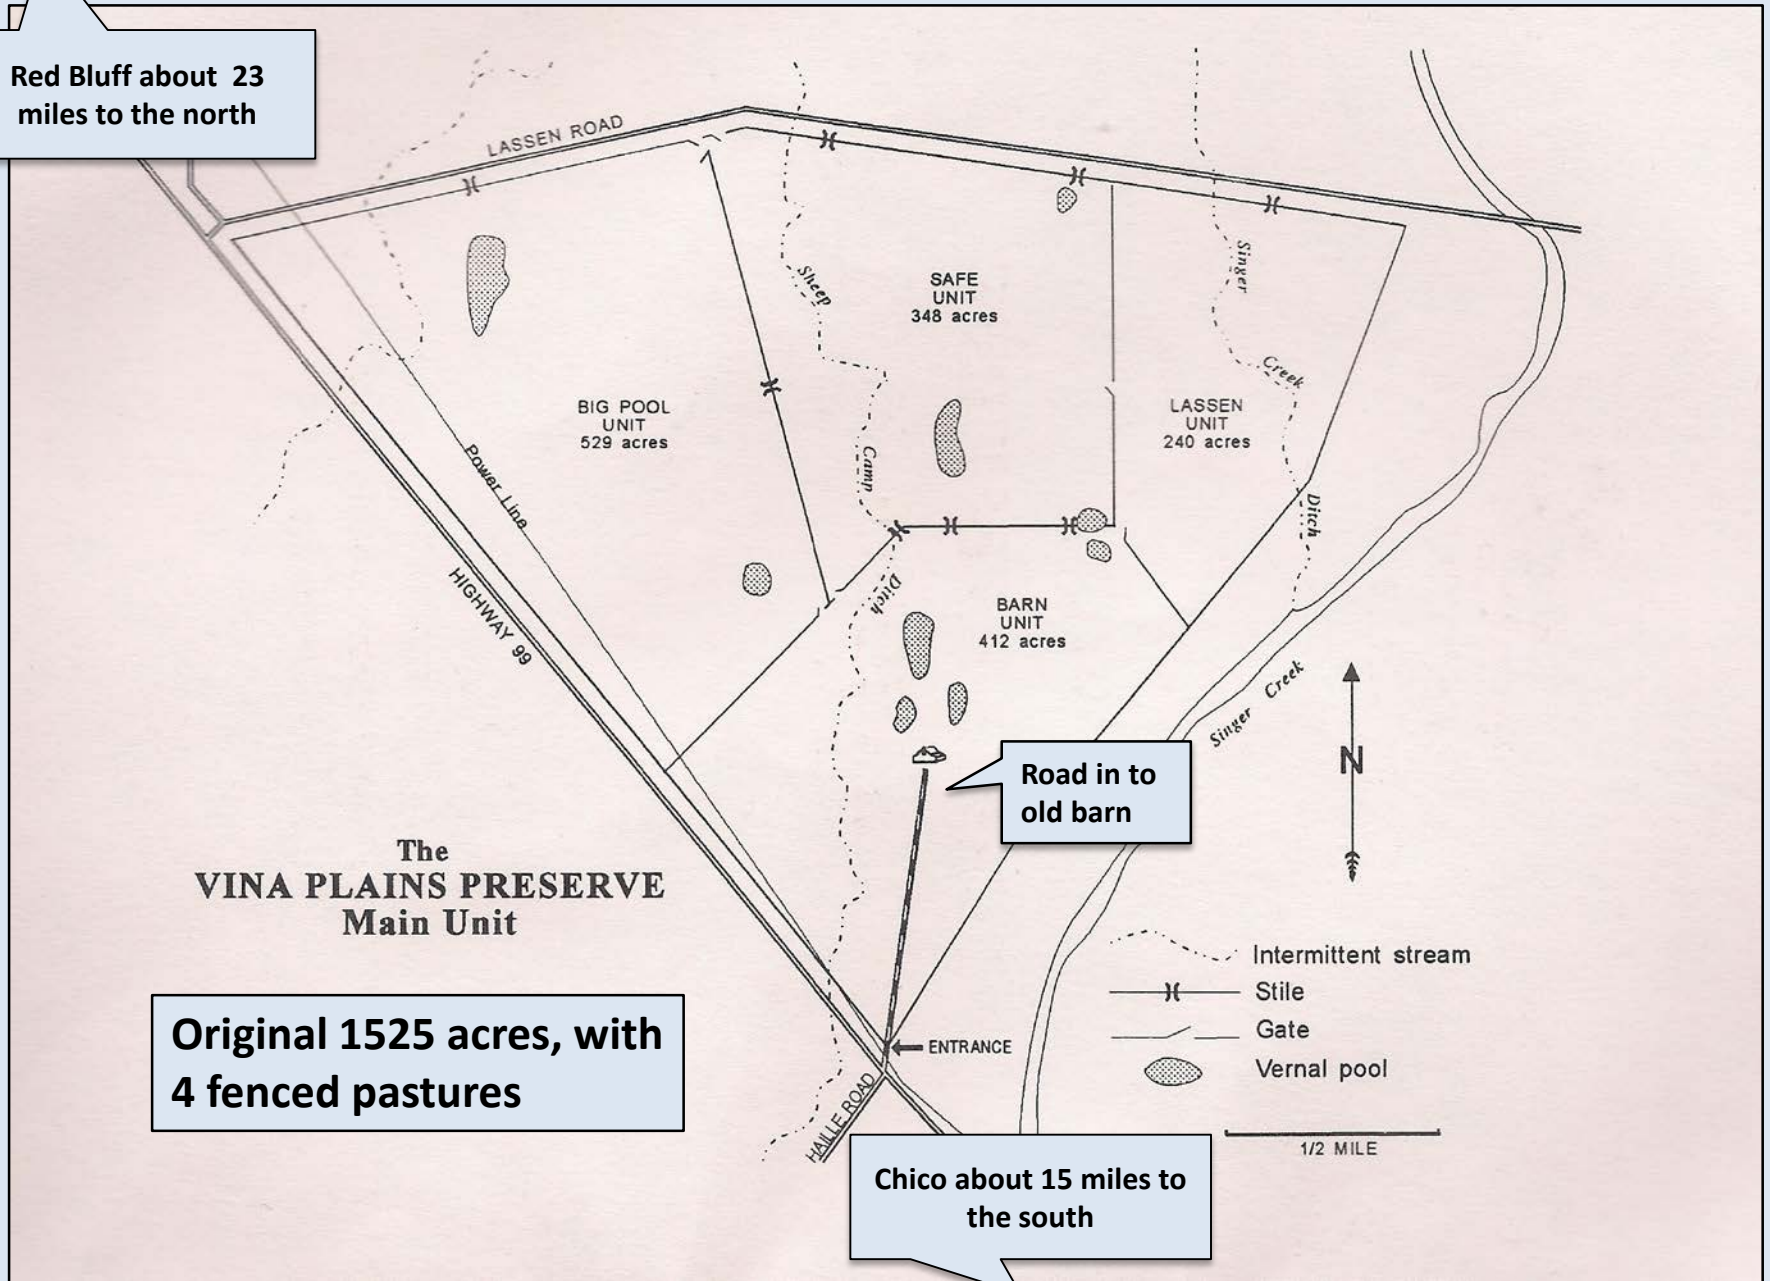 Red Bluff about 23
miles to the north
LASSEN ROAD
Sheep
Camp
Ditch
SAFE
UNIT
348 acres
Singer
Creek
Ditch
BIG POOL
UNIT
529 acres
LASSEN
UNIT
240 acres
Power Line
HIGHWAY 99
BARN
UNIT
412 acres
Singer Creek
N
Road in to
old barn
The
VINA PLAINS PRESERVE
Main Unit
Original 1525 acres, with
4 fenced pastures
Intermittent stream
Stile
Gate
Vernal pool
ENTRANCE
HAILLE ROAD
1/2 MILE
Chico about 15 miles to
the south